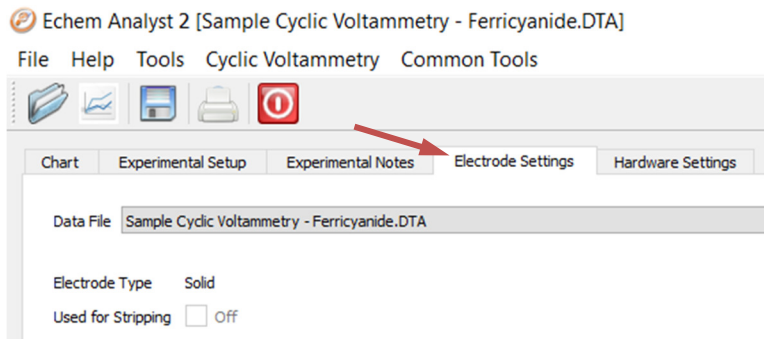 Echem Analyst 2 [Sample Cyclic Voltammetry - Ferricyanide.DTA]
File Help Tools Cyclic Voltammetry Common Tools
Chart Experimental Setup Experimental Notes Electrode Settings Hardware Settings
Data File Sample Cyclic Voltammetry - Ferricyanide.DTA
Electrode Type Solid
Used for Stripping Off